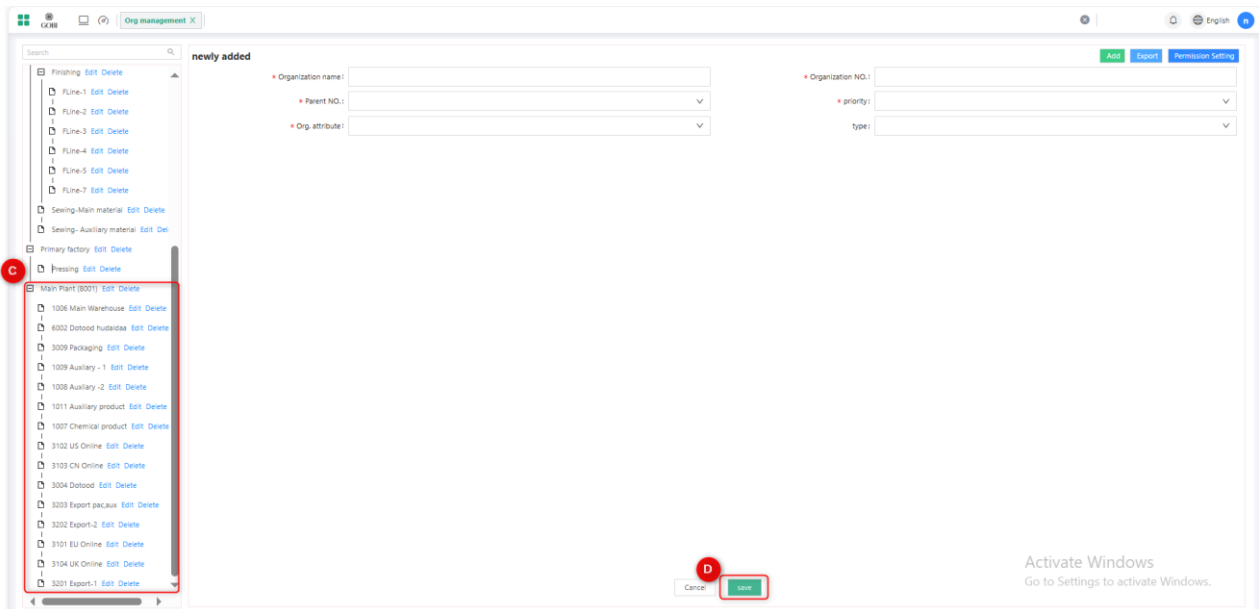 GOBI Org management X English n
Search
Finishing Edit Delete
FLine-1 Edit Delete
FLine-2 Edit Delete
FLine-3 Edit Delete
FLine-4 Edit Delete
FLine-5 Edit Delete
FLine-7 Edit Delete
Sewing-Main material Edit Delete
Sewing- Auxiliary material Edit Del
Primary factory Edit Delete
C
Pressing Edit Delete
Main Plant (8001) Edit Delete
1006 Main Warehouse Edit Delete
6002 Dotood hudaldaa Edit Delete
3009 Packaging Edit Delete
1009 Auxilary - 1 Edit Delete
1008 Auxilary -2 Edit Delete
1011 Auxiliary product Edit Delete
1007 Chemical product Edit Delete
3102 US Online Edit Delete
3103 CN Online Edit Delete
3004 Dotood Edit Delete
3203 Export pac,aux Edit Delete
3202 Export-2 Edit Delete
3101 EU Online Edit Delete
3104 UK Online Edit Delete
3201 Export-1 Edit Delete
newly added
Add Export Permission Setting
* Organization name: * Organization NO.:
* Parent NO.: * priority:
* Org. attribute: type:
D
Cancel save
Activate Windows
Go to Settings to activate Windows.